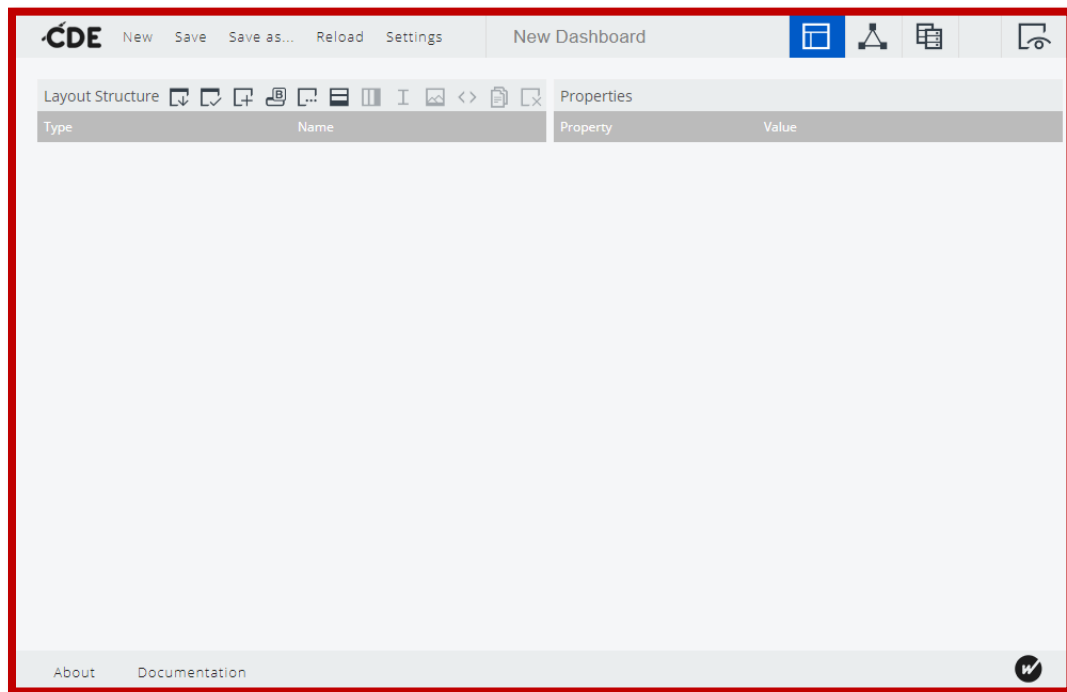 CDE New Save Save as... Reload Settings New Dashboard
Layout Structure B Properties
Type Name Property Value
About Documentation